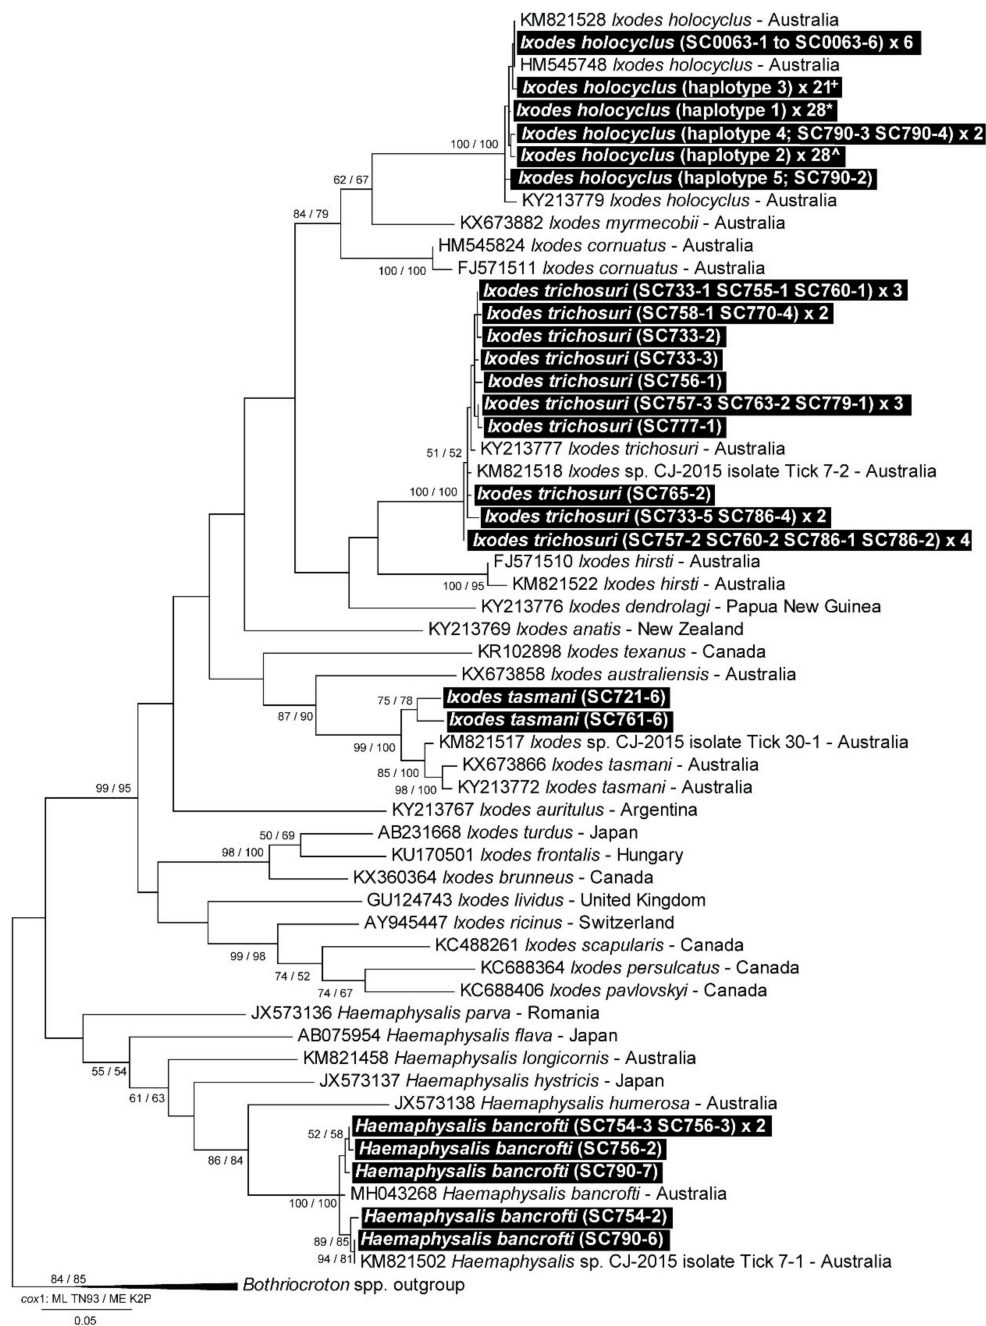 KM821528 Ixodes holocyclus - Australia
Ixodes holocyclus (SC0063-1 to SC0063-6) x 6
HM545748 Ixodes holocyclus - Australia
Ixodes holocyclus (haplotype 3) x 21+
Ixodes holocyclus (haplotype 1) x 28*
Ixodes holocyclus (haplotype 4; SC790-3 SC790-4) x 2
100 / 100
Ixodes holocyclus (haplotype 2) x 28^
62 / 67
Ixodes holocyclus (haplotype 5; SC790-2)
KY213779 Ixodes holocyclus - Australia
84 / 79
KX673882 Ixodes myrmecobii - Australia
HM545824 Ixodes cornuatus - Australia
100 / 100
FJ571511 Ixodes cornuatus - Australia
Ixodes trichosuri (SC733-1 SC755-1 SC760-1) x 3
Ixodes trichosuri (SC758-1 SC770-4) x 2
Ixodes trichosuri (SC733-2)
Ixodes trichosuri (SC733-3)
Ixodes trichosuri (SC756-1)
Ixodes trichosuri (SC757-3 SC763-2 SC779-1) x 3
Ixodes trichosuri (SC777-1)
51 / 52
KY213777 Ixodes trichosuri - Australia
KM821518 Ixodes sp. CJ-2015 isolate Tick 7-2 - Australia
100 / 100
Ixodes trichosuri (SC765-2)
Ixodes trichosuri (SC733-5 SC786-4) x 2
Ixodes trichosuri (SC757-2 SC760-2 SC786-1 SC786-2) x 4
FJ571510 Ixodes hirsti - Australia
100 / 95
KM821522 Ixodes hirsti - Australia
KY213776 Ixodes dendrolagi - Papua New Guinea
KY213769 Ixodes anatis - New Zealand
KR102898 Ixodes texanus - Canada
KX673858 Ixodes australiensis - Australia
75 / 78
Ixodes tasmani (SC721-6)
87 / 90
Ixodes tasmani (SC761-6)
99 / 100
KM821517 Ixodes sp. CJ-2015 isolate Tick 30-1 - Australia
KX673866 Ixodes tasmani - Australia
85 / 100
98 / 100
KY213772 Ixodes tasmani - Australia
99 / 95
KY213767 Ixodes auritulus - Argentina
50 / 69
AB231668 Ixodes turdus - Japan
98 / 100
KU170501 Ixodes frontalis - Hungary
KX360364 Ixodes brunneus - Canada
GU124743 Ixodes lividus - United Kingdom
AY945447 Ixodes ricinus - Switzerland
99 / 98
KC488261 Ixodes scapularis - Canada
74 / 52
KC688364 Ixodes persulcatus - Canada
74 / 67
KC688406 Ixodes pavlovskyi - Canada
JX573136 Haemaphysalis parva - Romania
AB075954 Haemaphysalis flava - Japan
55 / 54
KM821458 Haemaphysalis longicornis - Australia
JX573137 Haemaphysalis hystricis - Japan
61 / 63
JX573138 Haemaphysalis humerosa - Australia
Haemaphysalis bancrofti (SC754-3 SC756-3) x 2
52 / 58
Haemaphysalis bancrofti (SC756-2)
86 / 84
Haemaphysalis bancrofti (SC790-7)
MH043268 Haemaphysalis bancrofti - Australia
100 / 100
Haemaphysalis bancrofti (SC754-2)
89 / 85
Haemaphysalis bancrofti (SC790-6)
94 / 81
KM821502 Haemaphysalis sp. CJ-2015 isolate Tick 7-1 - Australia
84 / 85
Bothriocroton spp. outgroup
cox1: ML TN93 / ME K2P
0.05